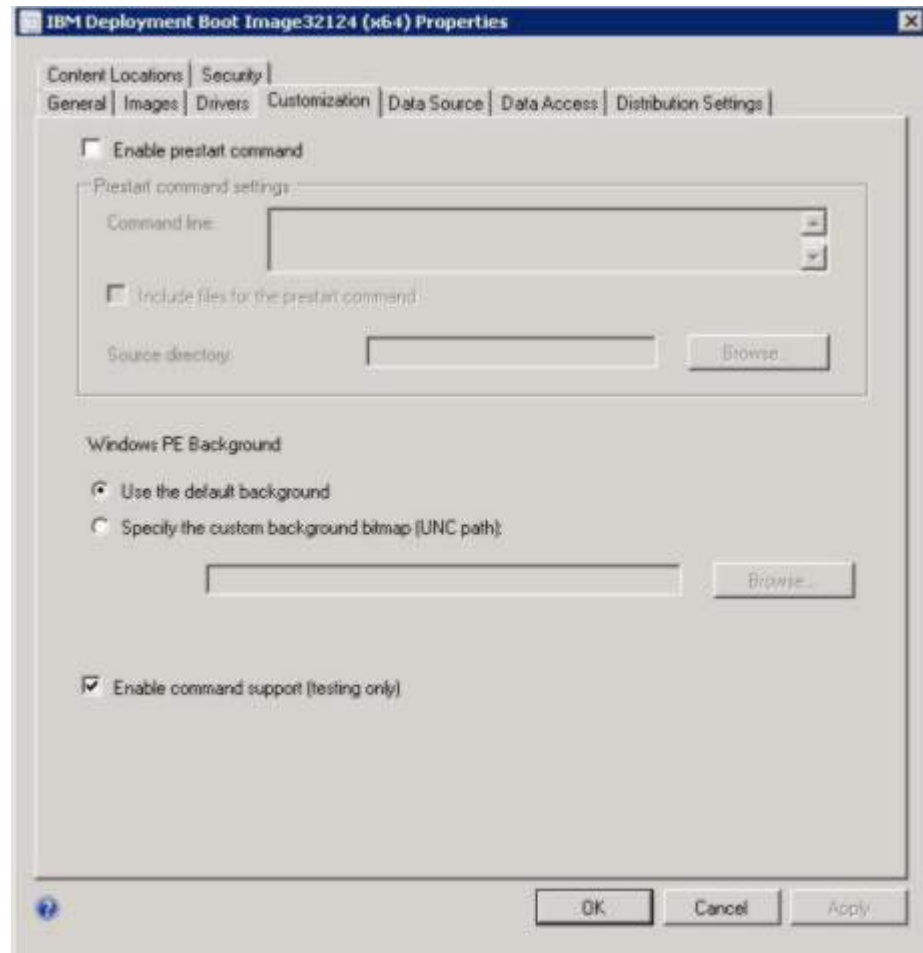 IBM Deployment Boot Image32124 (x64) Properties
Content Locations Security
General Images Drivers Customization Data Source Data Access Distribution Settings
Enable prestart command
Prestart command settings
Command line:
Include files for the prestart command
Source directory:
Browse...
Windows PE Background
Use the default background
Specify the custom background bitmap (UNC path):
Browse...
Enable command support (testing only)
OK Cancel Apply